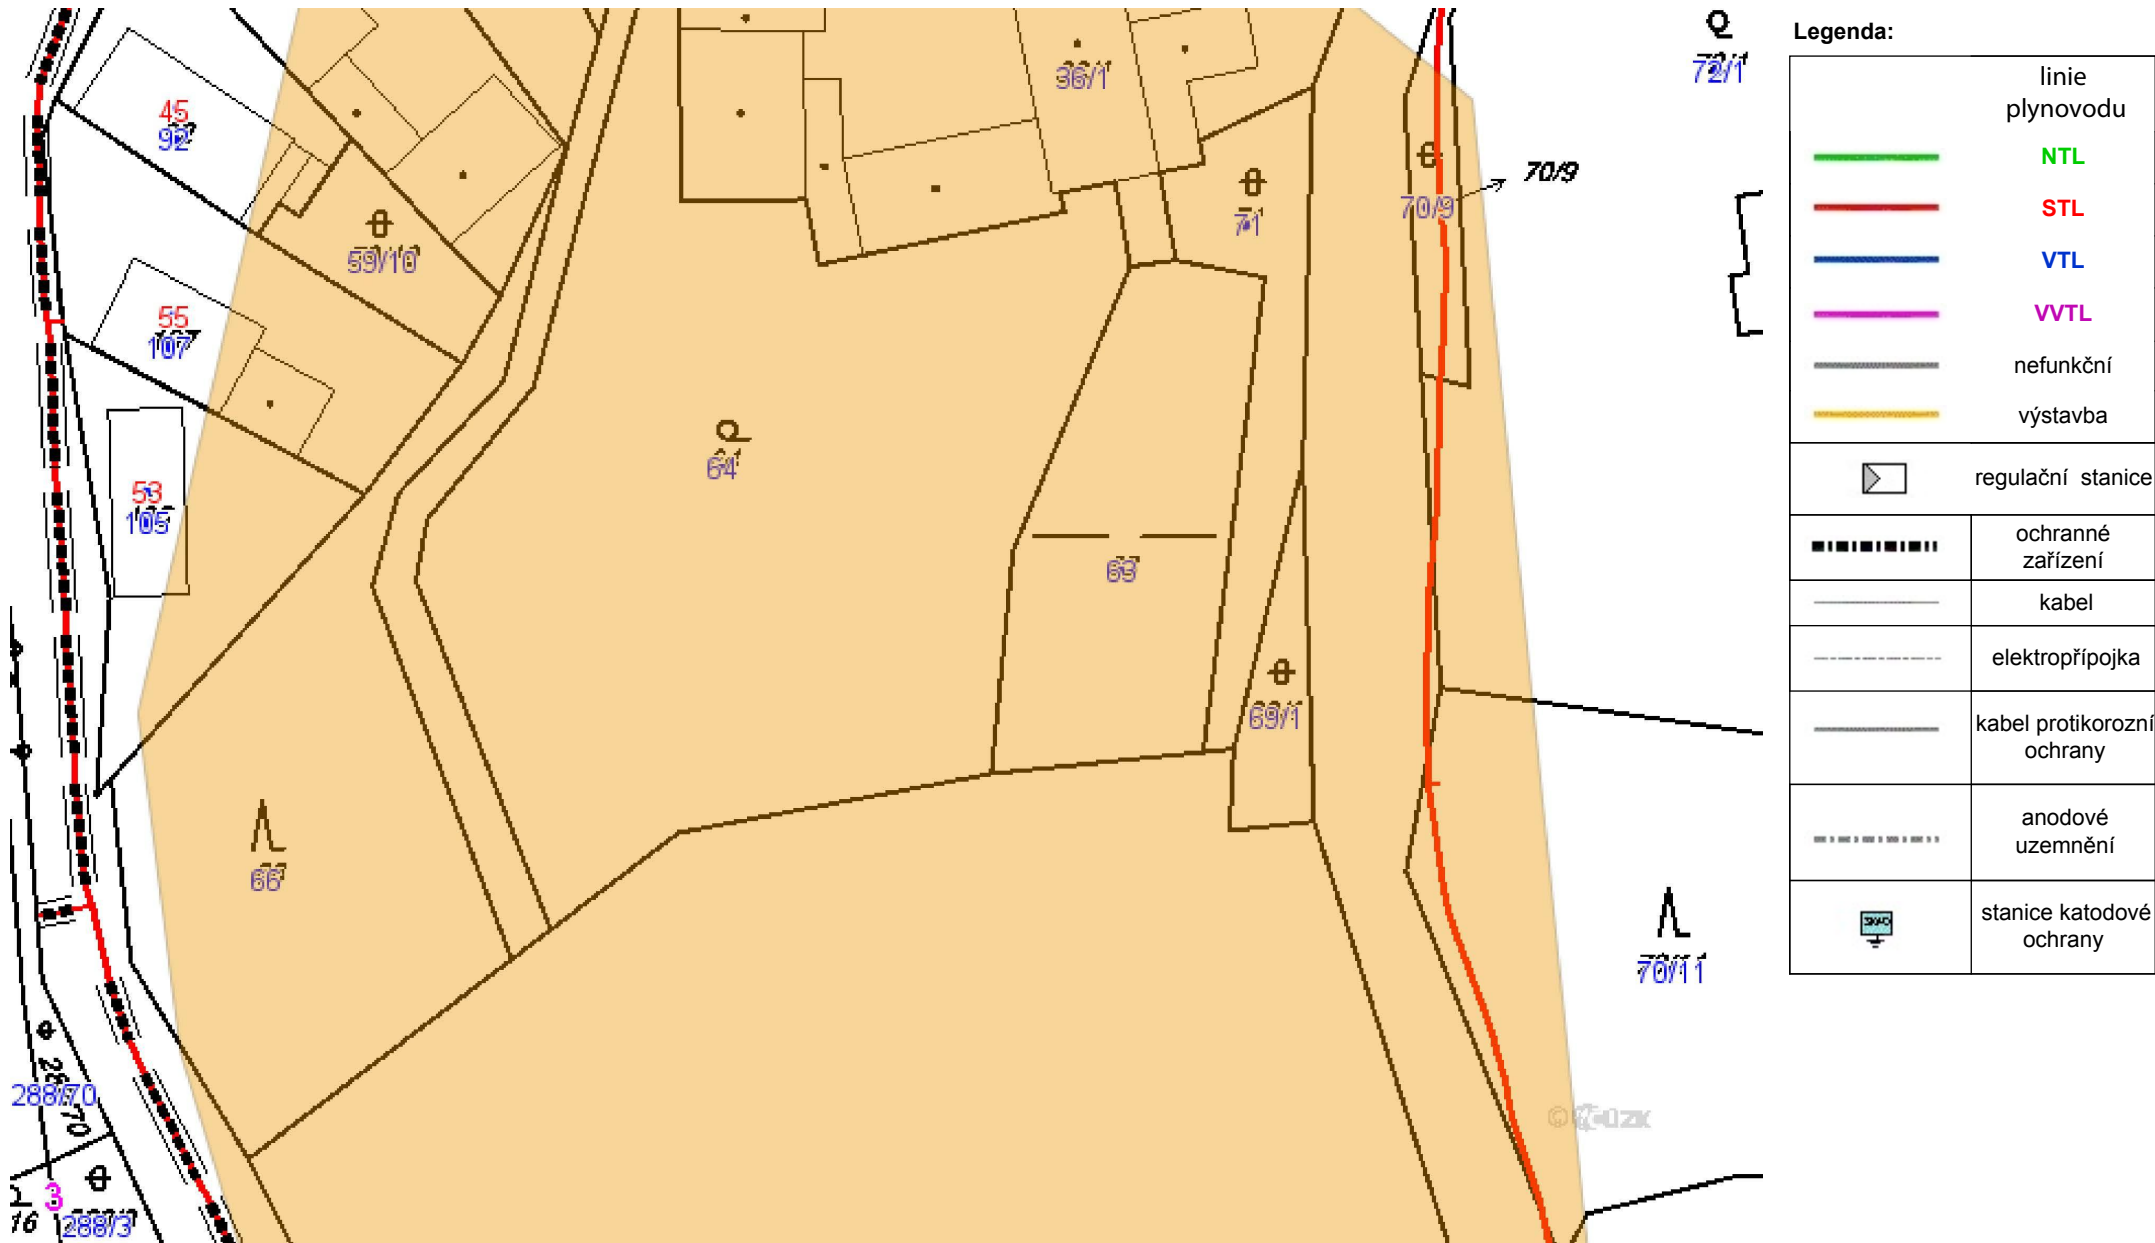 Legenda:
linie
plynovodu
NTL
STL
VTL
VVTL
nefunkční
výstavba
regulační stanice
ochranné
zařízení
kabel
elektropřípojka
kabel protikorozní
ochrany
anodové
uzemnění
stanice katodové
ochrany
72/1
36/1
45
92
70/9
70/9
71
59/10
55
107
64
53
105
63
69/1
66
70/11
288/70
3
16
288/3